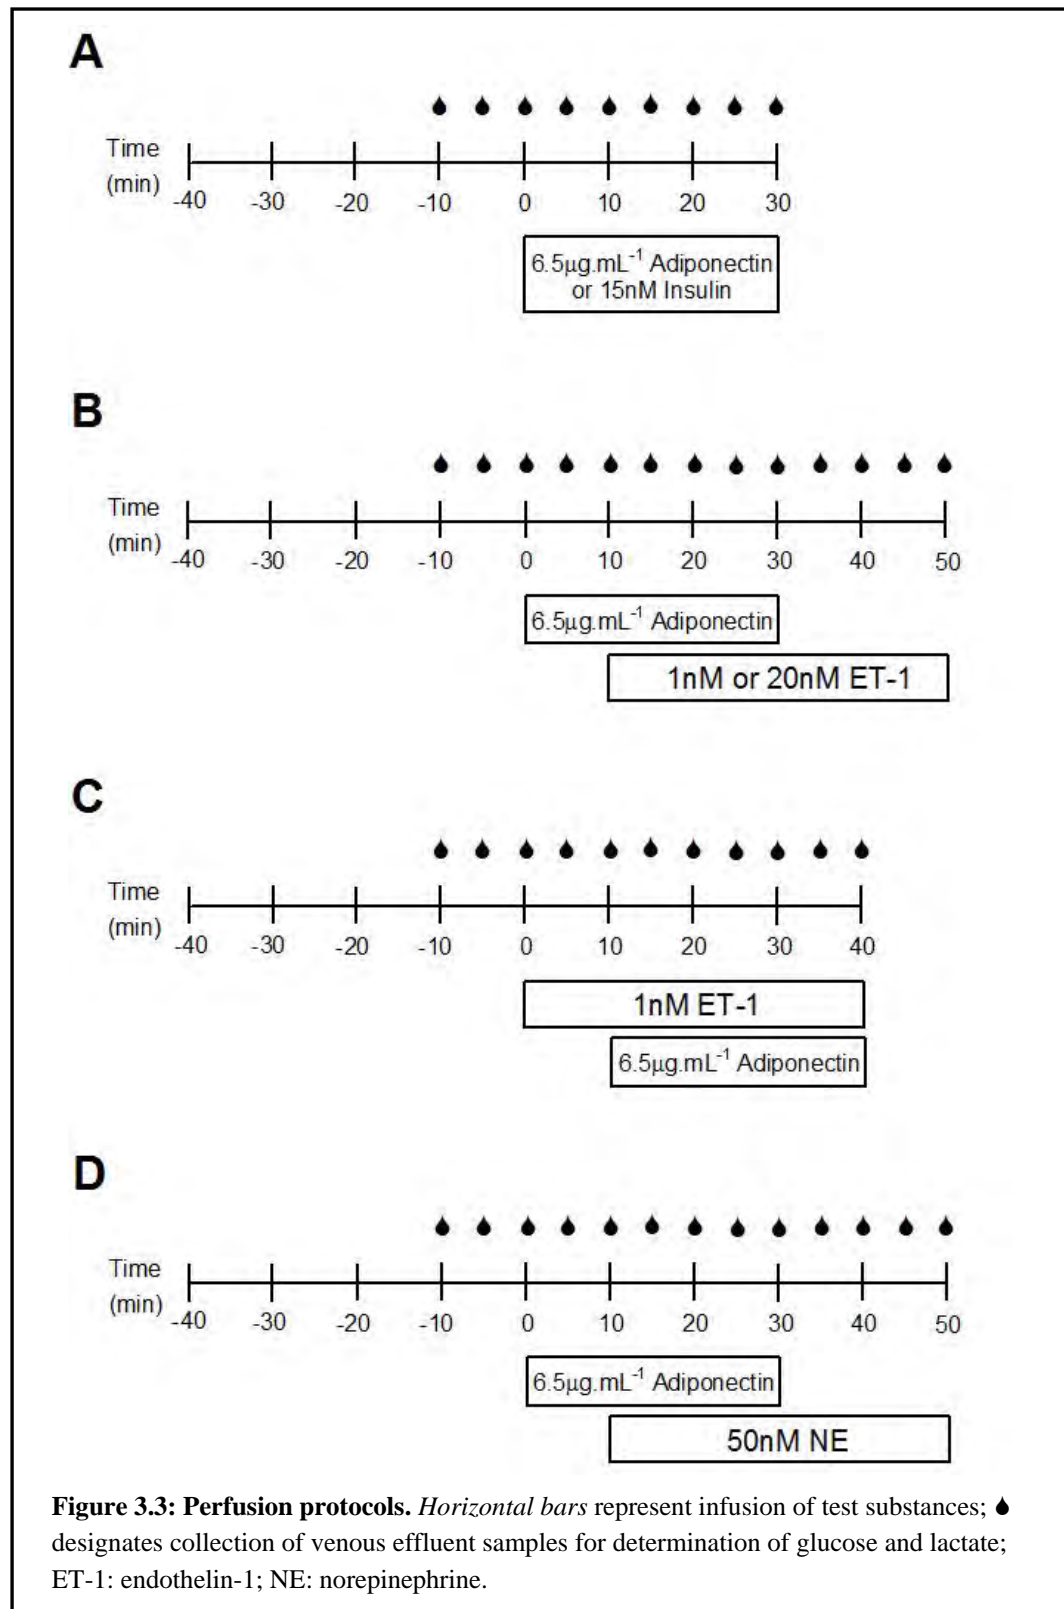 A
Time
(min)
-40 -30 -20 -10 0 10 20 30
6.5µg.mL⁻¹ Adiponectin
or 15nM Insulin
B
Time
(min)
-40 -30 -20 -10 0 10 20 30 40 50
6.5µg.mL⁻¹ Adiponectin
1nM or 20nM ET-1
C
Time
(min)
-40 -30 -20 -10 0 10 20 30 40
1nM ET-1
6.5µg.mL⁻¹ Adiponectin
D
Time
(min)
-40 -30 -20 -10 0 10 20 30 40 50
6.5µg.mL⁻¹ Adiponectin
50nM NE
Figure 3.3: Perfusion protocols. Horizontal bars represent infusion of test substances;
designates collection of venous effluent samples for determination of glucose and lactate;
ET-1: endothelin-1; NE: norepinephrine.